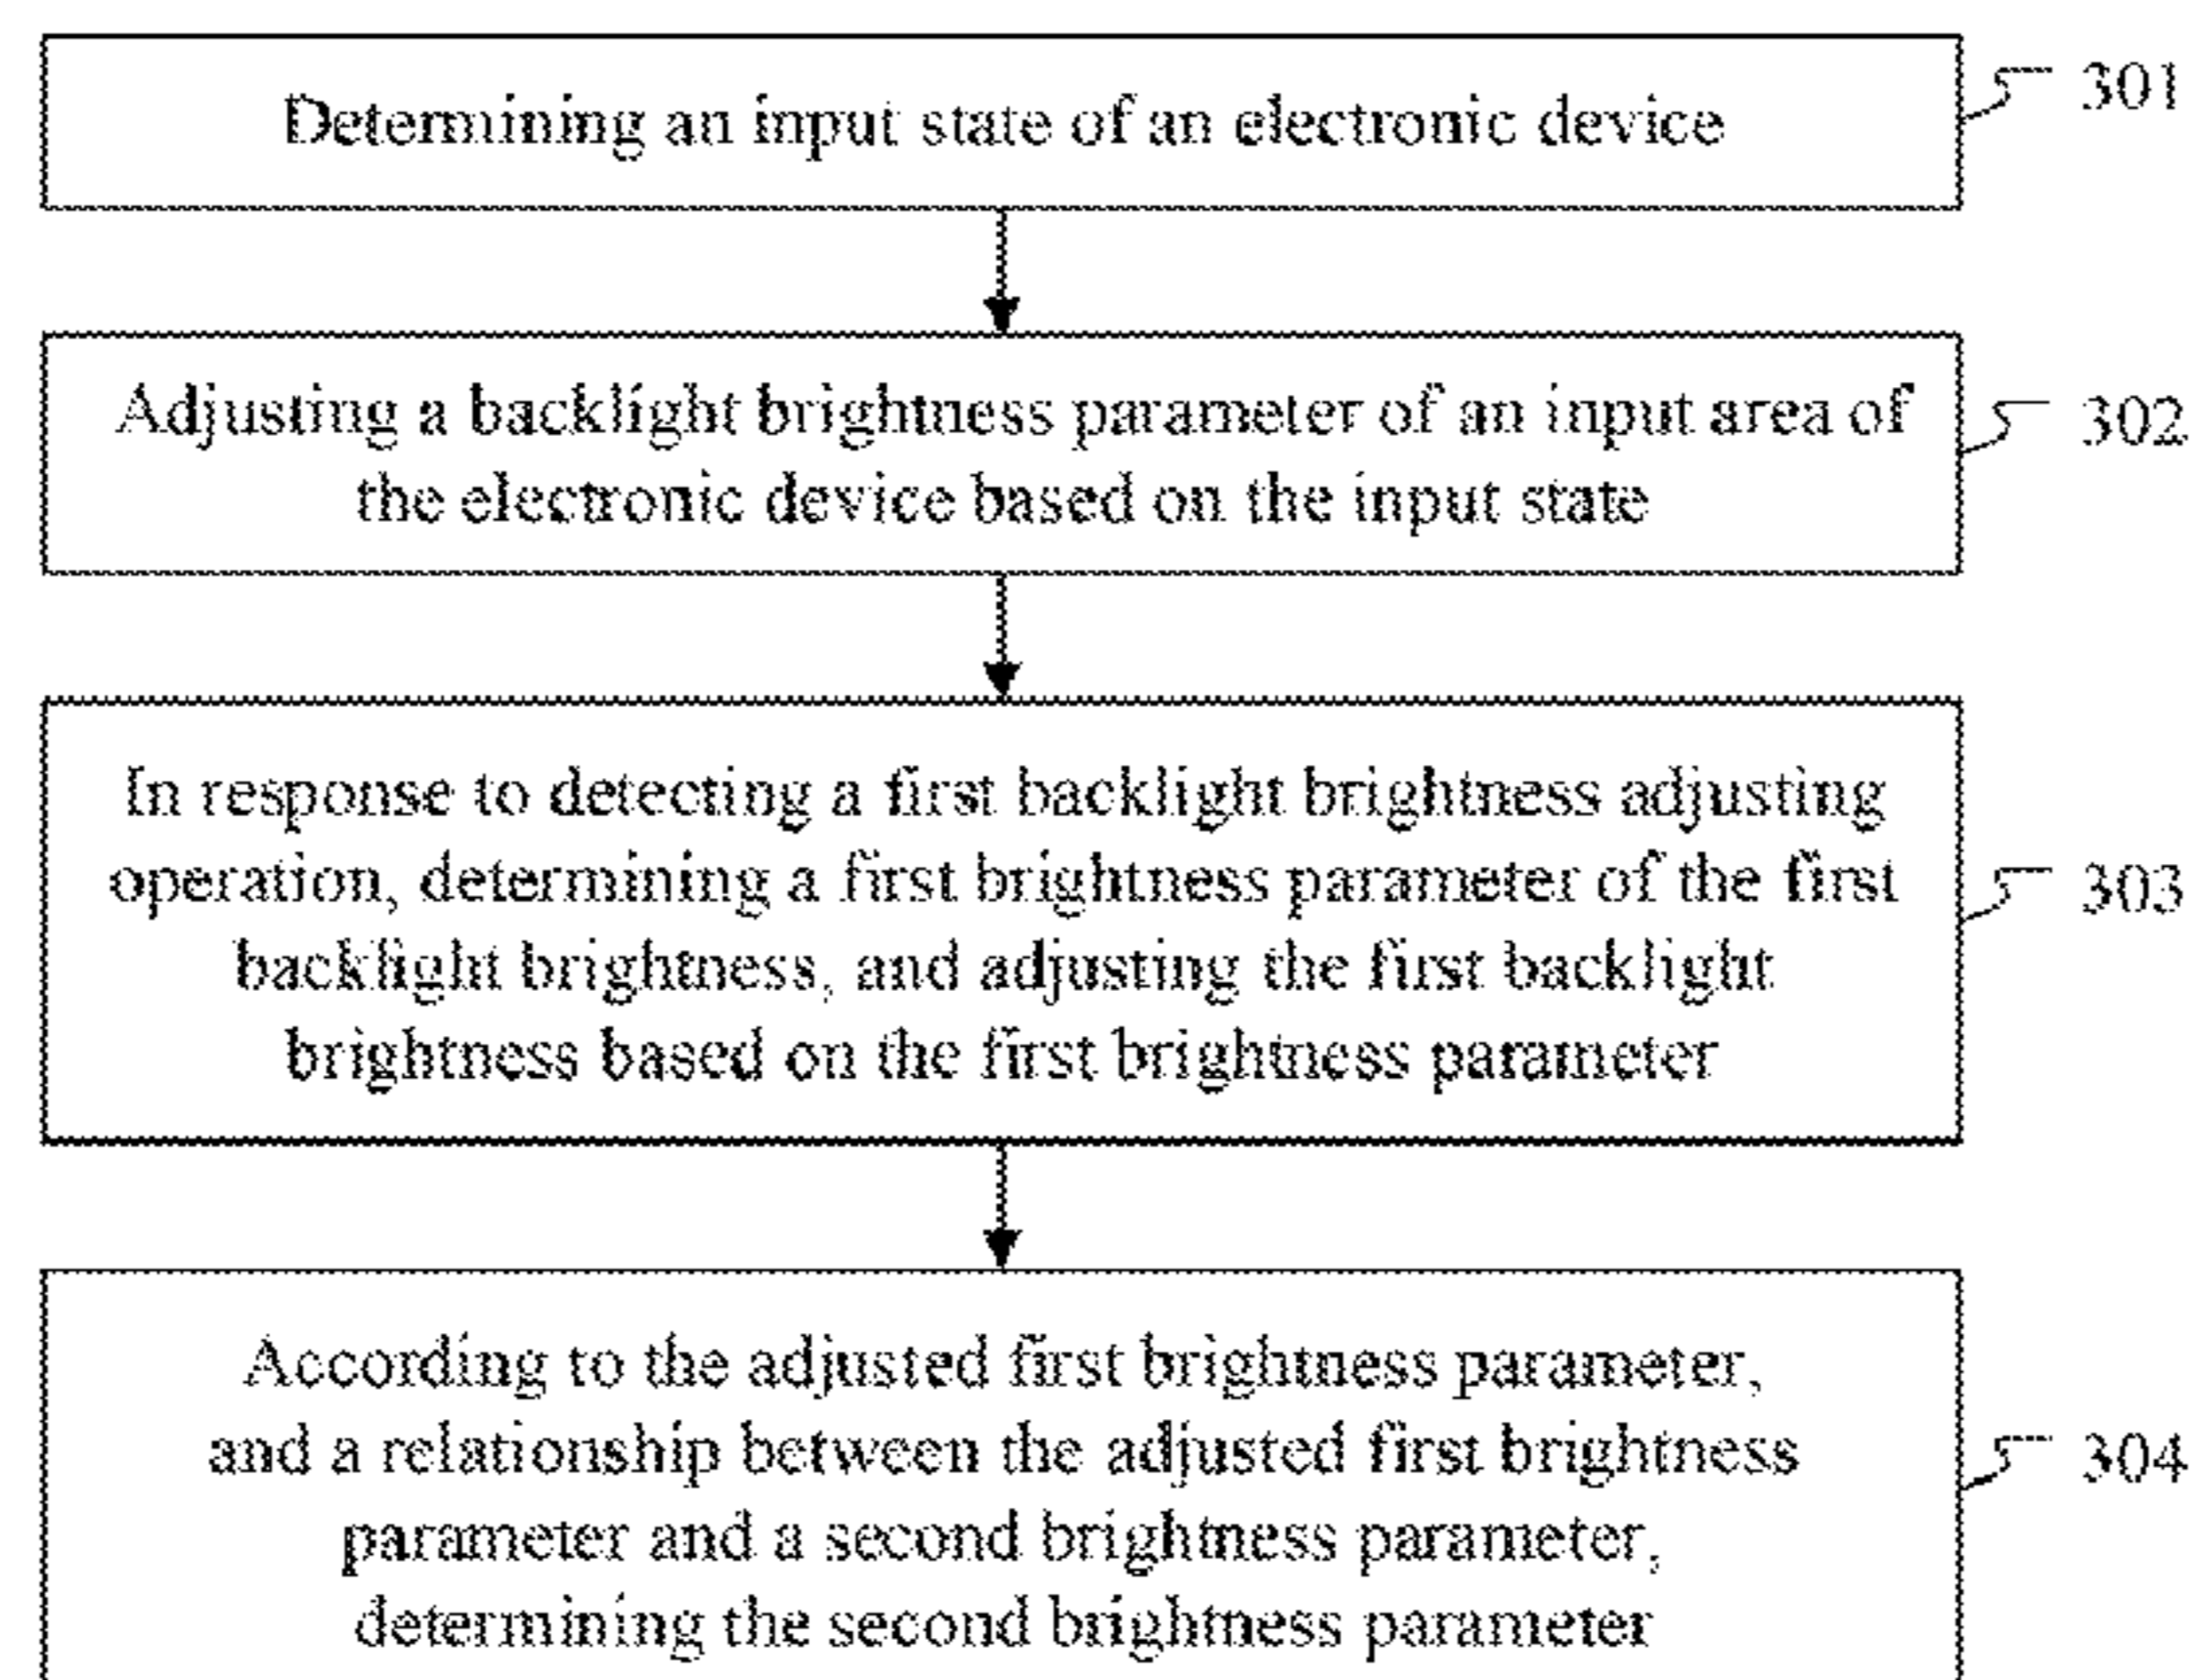 Determining an input state of an electronic device
301
Adjusting a backlight brightness parameter of an input area of
the electronic device based on the input state
302
In response to detecting a first backlight brightness adjusting
operation, determining a first brightness parameter of the first
backlight brightness, and adjusting the first backlight
brightness based on the first brightness parameter
303
According to the adjusted first brightness parameter,
and a relationship between the adjusted first brightness
parameter and a second brightness parameter,
determining the second brightness parameter
304